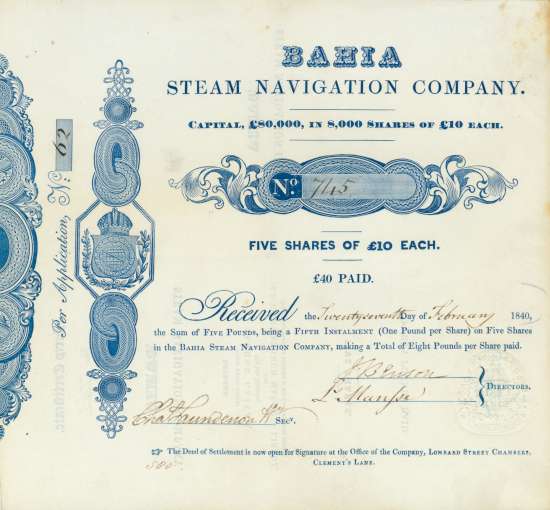 BAHIA
STEAM NAVIGATION COMPANY.
CAPITAL, £80,000, IN 8,000 SHARES OF £10 EACH.
Per Application, No. 62
No. 745
FIVE SHARES OF £10 EACH.
£40 PAID.
Received the Twentyseventh Day of February 1840,
the Sum of FIVE POUNDS, being a FIFTH INSTALMENT (One Pound per Share) on Five Shares
in the BAHIA STEAM NAVIGATION COMPANY, making a Total of Eight Pounds per Share paid.
Benson
DIRECTORS.
SECY.
☞ The Deed of Settlement is now open for Signature at the Office of the Company, LOMBARD STREET CHAMBERS,
CLEMENT'S LANE.